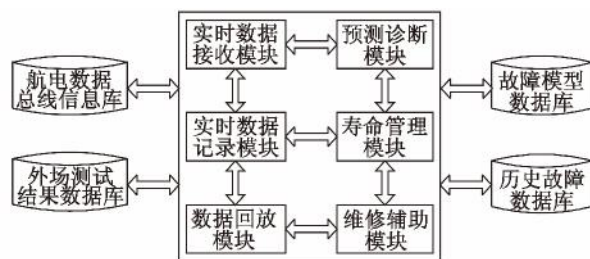 实时数据
接收模块
预测诊断
模块
航电数据
总线信息库
故障模型
数据库
实时数据
记录模块
寿命管理
模块
外场测试
结果数据库
历史故障
数据库
数据回放
模块
维修辅助
模块